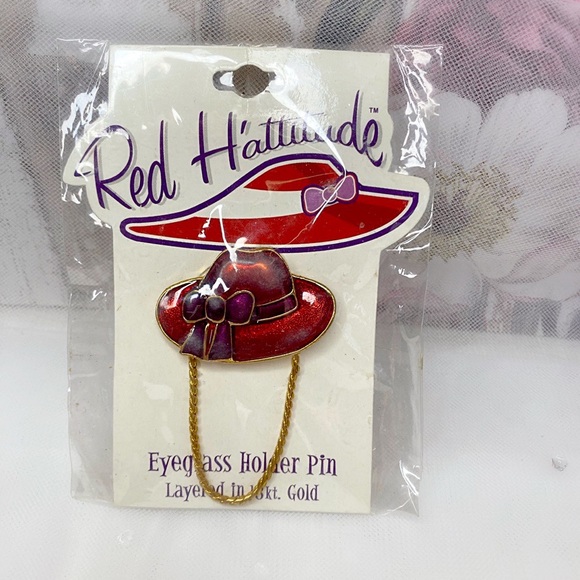 Red H'attitude™
Eyeglass Holder Pin
Layered in 18kt. Gold